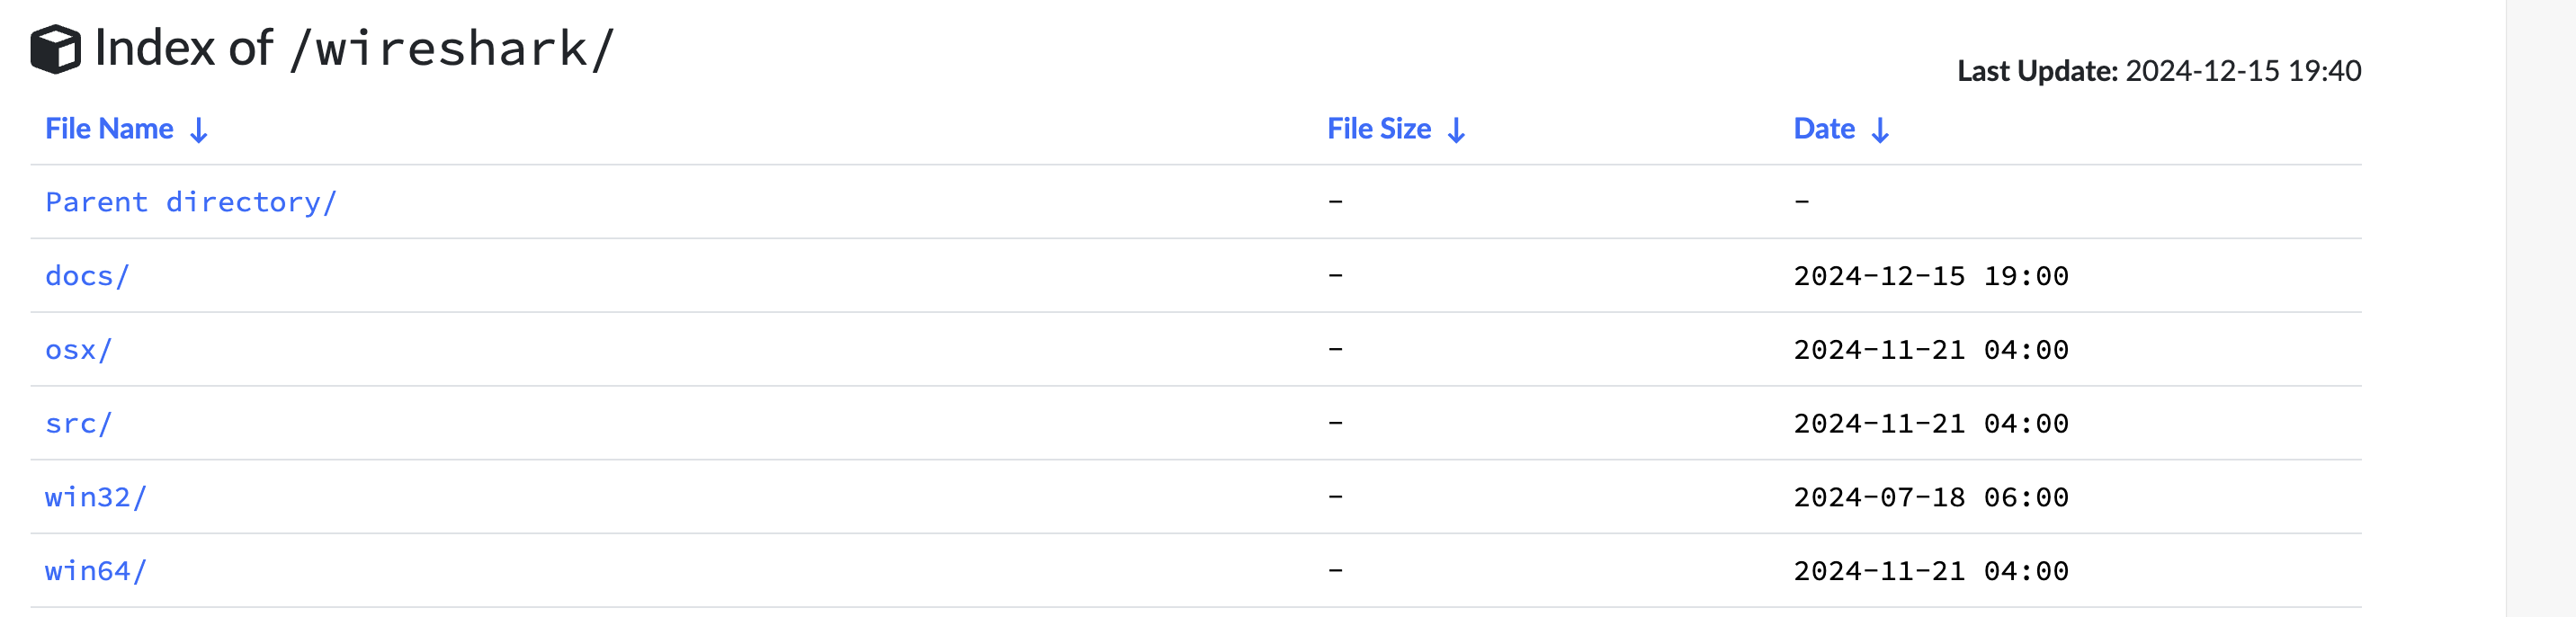 Index of /wireshark/
Last Update: 2024-12-15 19:40
File Name ↓ File Size ↓ Date ↓
Parent directory/ - -
docs/ - 2024-12-15 19:00
osx/ - 2024-11-21 04:00
src/ - 2024-11-21 04:00
win32/ - 2024-07-18 06:00
win64/ - 2024-11-21 04:00